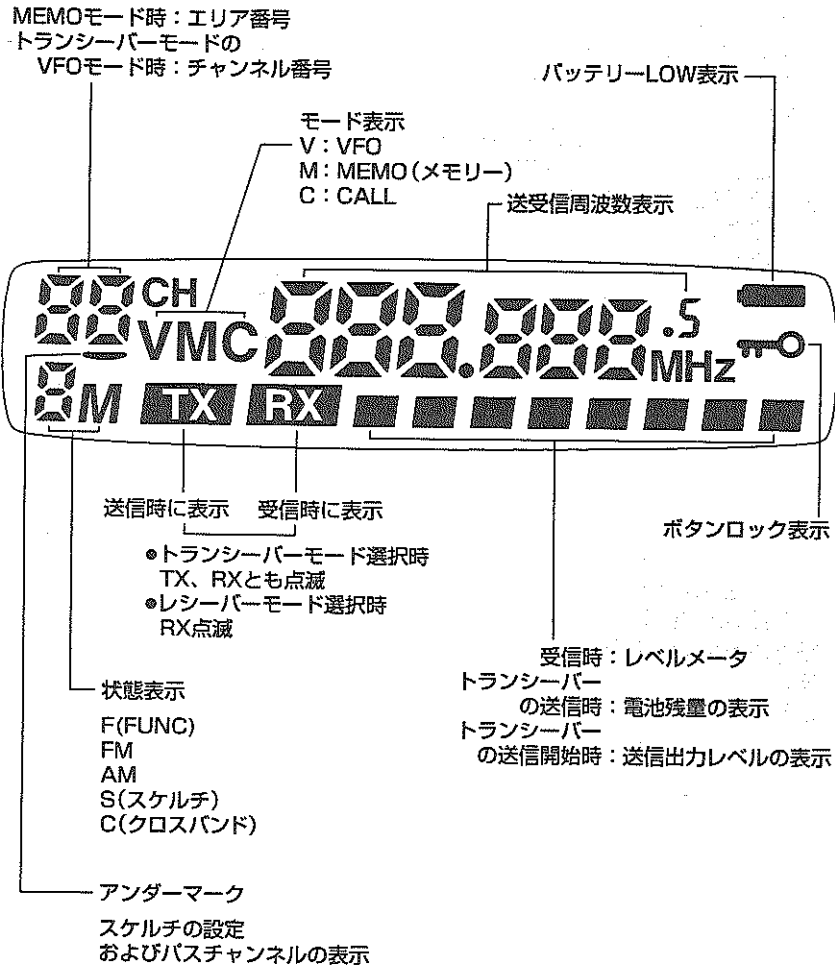 MEMOモード時：エリア番号
トランシーバーモードの
VFOモード時：チャンネル番号
バッテリーLOW表示
モード表示
V：VFO
M：MEMO（メモリー）
C：CALL
送受信周波数表示
88 CH
VMC
888.888.5
MHz
8M TX RX
送信時に表示 受信時に表示
●トランシーバーモード選択時
TX、RXとも点滅
●レシーバーモード選択時
RX点滅
ボタンロック表示
受信時：レベルメータ
トランシーバー
の送信時：電池残量の表示
トランシーバー
の送信開始時：送信出力レベルの表示
状態表示
F(FUNC)
FM
AM
S(スケルチ)
C(クロスバンド)
アンダーマーク
スケルチの設定
およびパスチャンネルの表示